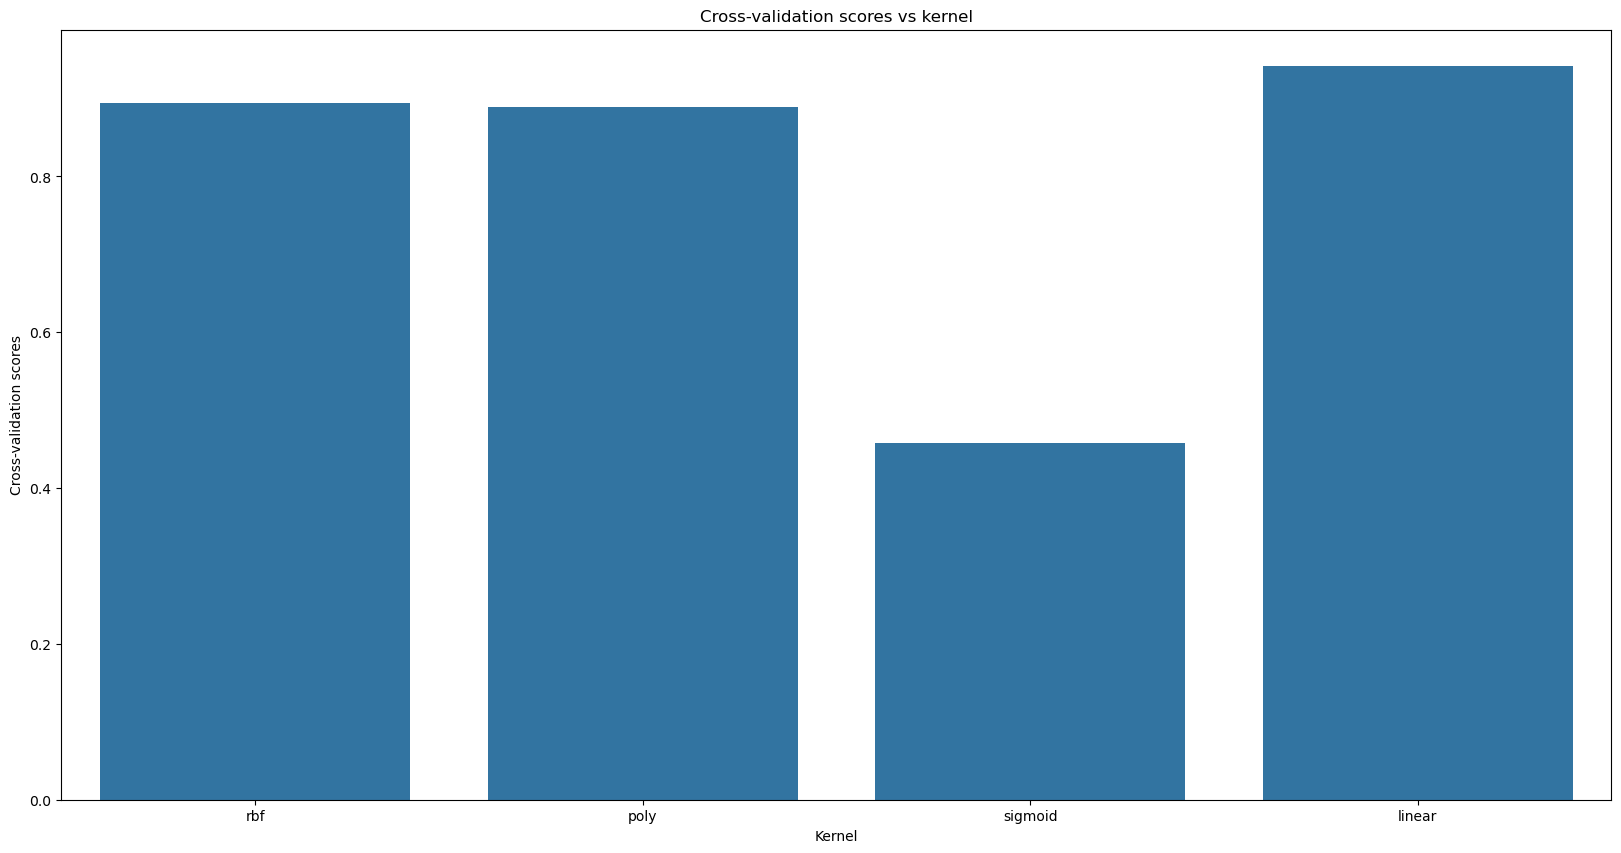 Cross-validation scores vs kernel
Cross-validation scores
0.8
0.6
0.4
0.2
0.0
rbf poly sigmoid linear
Kernel